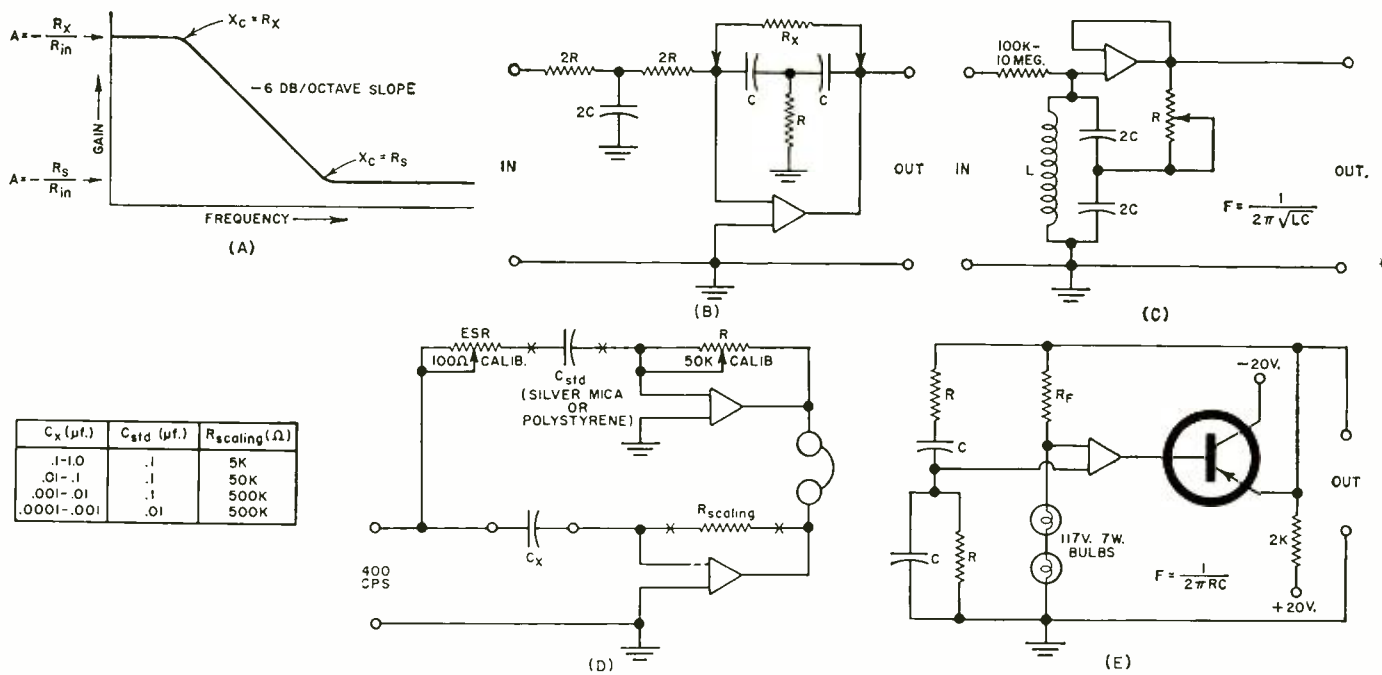 A=- RX/Rin
XC = RX
-6 DB/OCTAVE SLOPE
GAIN
XC = RS
A=- RS/Rin
FREQUENCY
(A)
RX
2R
2R
C
C
2C
R
IN
OUT
(B)
100K-
10 MEG.
R
2C
L
2C
IN
OUT.
F = 1/2π√LC
(C)
Cx (µf.) Cstd (µf.) Rscaling (Ω)
.1-1.0 .1 5K
.01-.1 .1 50K
.001-.01 .1 500K
.0001-.001 .01 500K
ESR
100Ω CALIB.
Cstd
(SILVER MICA
OR
POLYSTYRENE)
R
50K CALIB
Rscaling
CX
400
CPS
(D)
R
RF
-20V.
C
OUT
C
R
117V. 7W.
BULBS
2K
F = 1/2πRC
+20V.
(E)